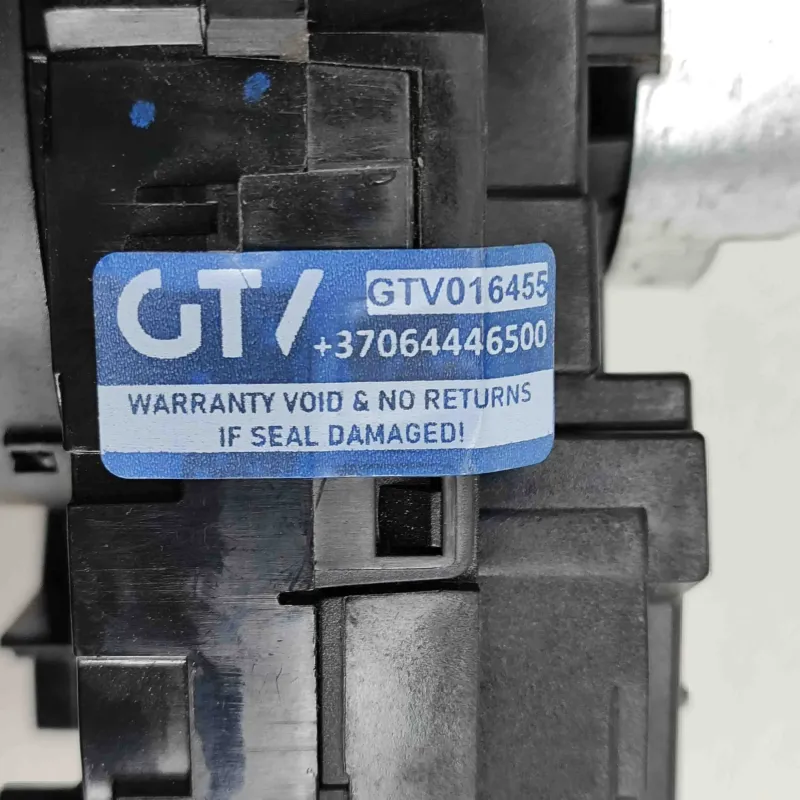 GTV GTV016455
+37064446500
WARRANTY VOID & NO RETURNS
IF SEAL DAMAGED!